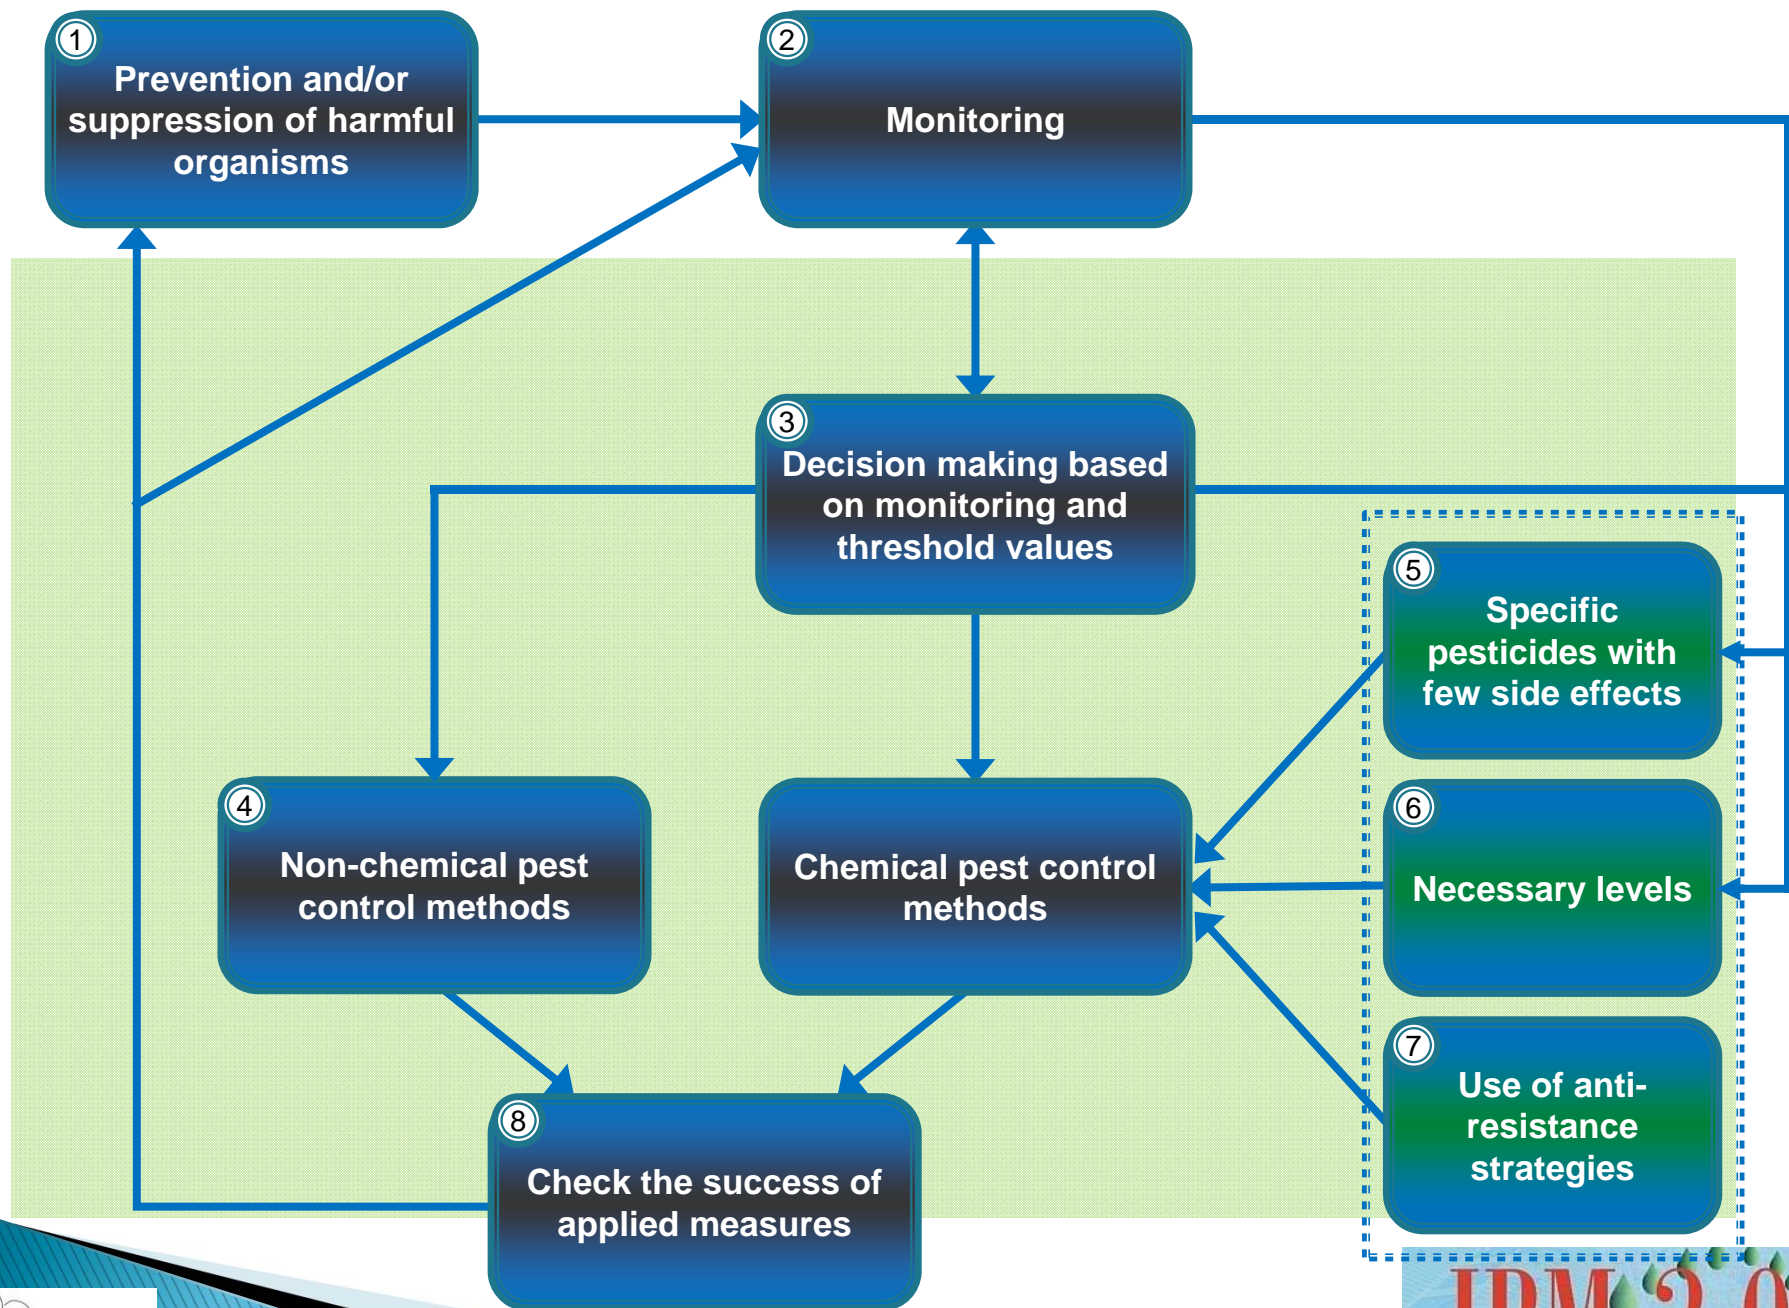 1
Prevention and/or
suppression of harmful
organisms
2
Monitoring
3
Decision making based
on monitoring and
threshold values
4
Non-chemical pest
control methods
Chemical pest control
methods
5
Specific
pesticides with
few side effects
6
Necessary levels
7
Use of anti-
resistance
strategies
8
Check the success of
applied measures